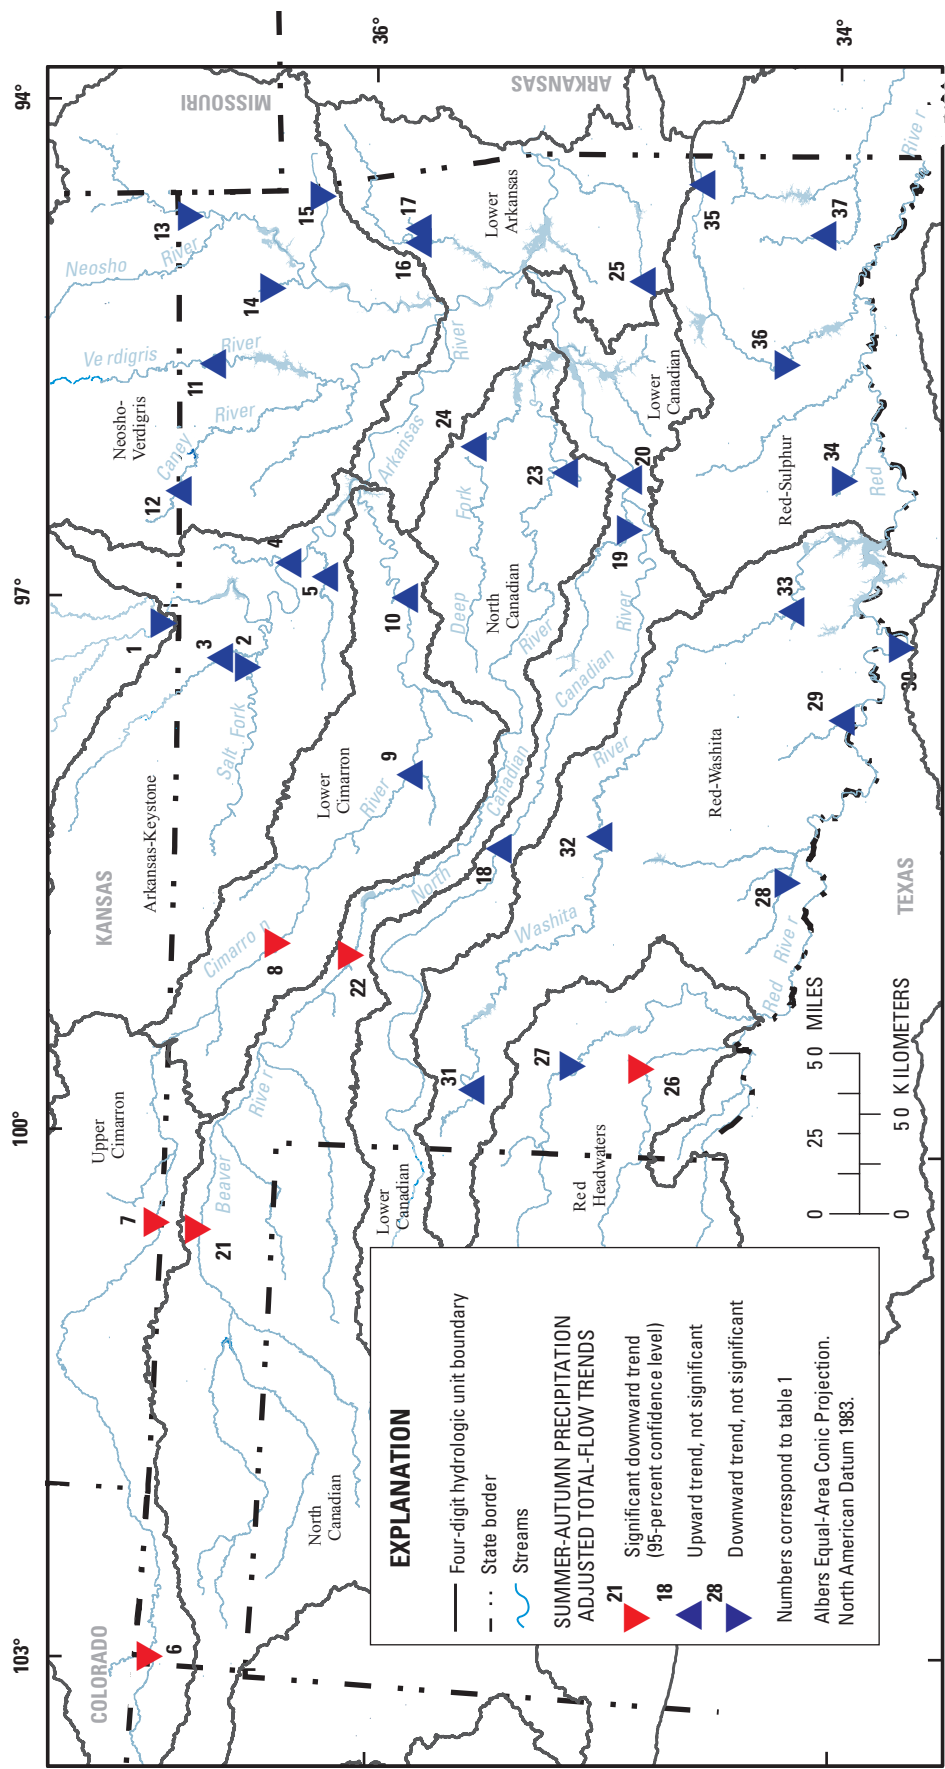 103°
100°
97°
94°
36°
34°
COLORADO
KANSAS
MISSOURI
ARKANSAS
TEXAS
Upper
Cimarron
Arkansas-Keystone
Neosho-
Verdigris
Lower
Cimarron
North
Canadian
North
Canadian
Lower
Arkansas
Lower
Canadian
Lower
Canadian
Red
Headwaters
Red-Washita
Red-Sulphur
Cimarro n
River
Beaver
River
Salt Fork
Caney
River
Ve rdigris
River
Neosho
River
Arkansas
River
Deep
Fork
North
Canadian
River
Canadian
River
Washita
River
Red
Rive r
Red
Rive r
1
2
3
4
5
6
7
8
9
10
11
12
13
14
15
16
17
18
19
20
21
22
23
24
25
26
27
28
29
30
31
32
33
34
35
36
37
EXPLANATION
Four-digit hydrologic unit boundary
State border
Streams
SUMMER-AUTUMN PRECIPITATION
ADJUSTED TOTAL-FLOW TRENDS
21
Significant downward trend
(95-percent confidence level)
18
Upward trend, not significant
28
Downward trend, not significant
Numbers correspond to table 1
Albers Equal-Area Conic Projection.
North American Datum 1983.
0 25 50 MILES
0 50 KILOMETERS